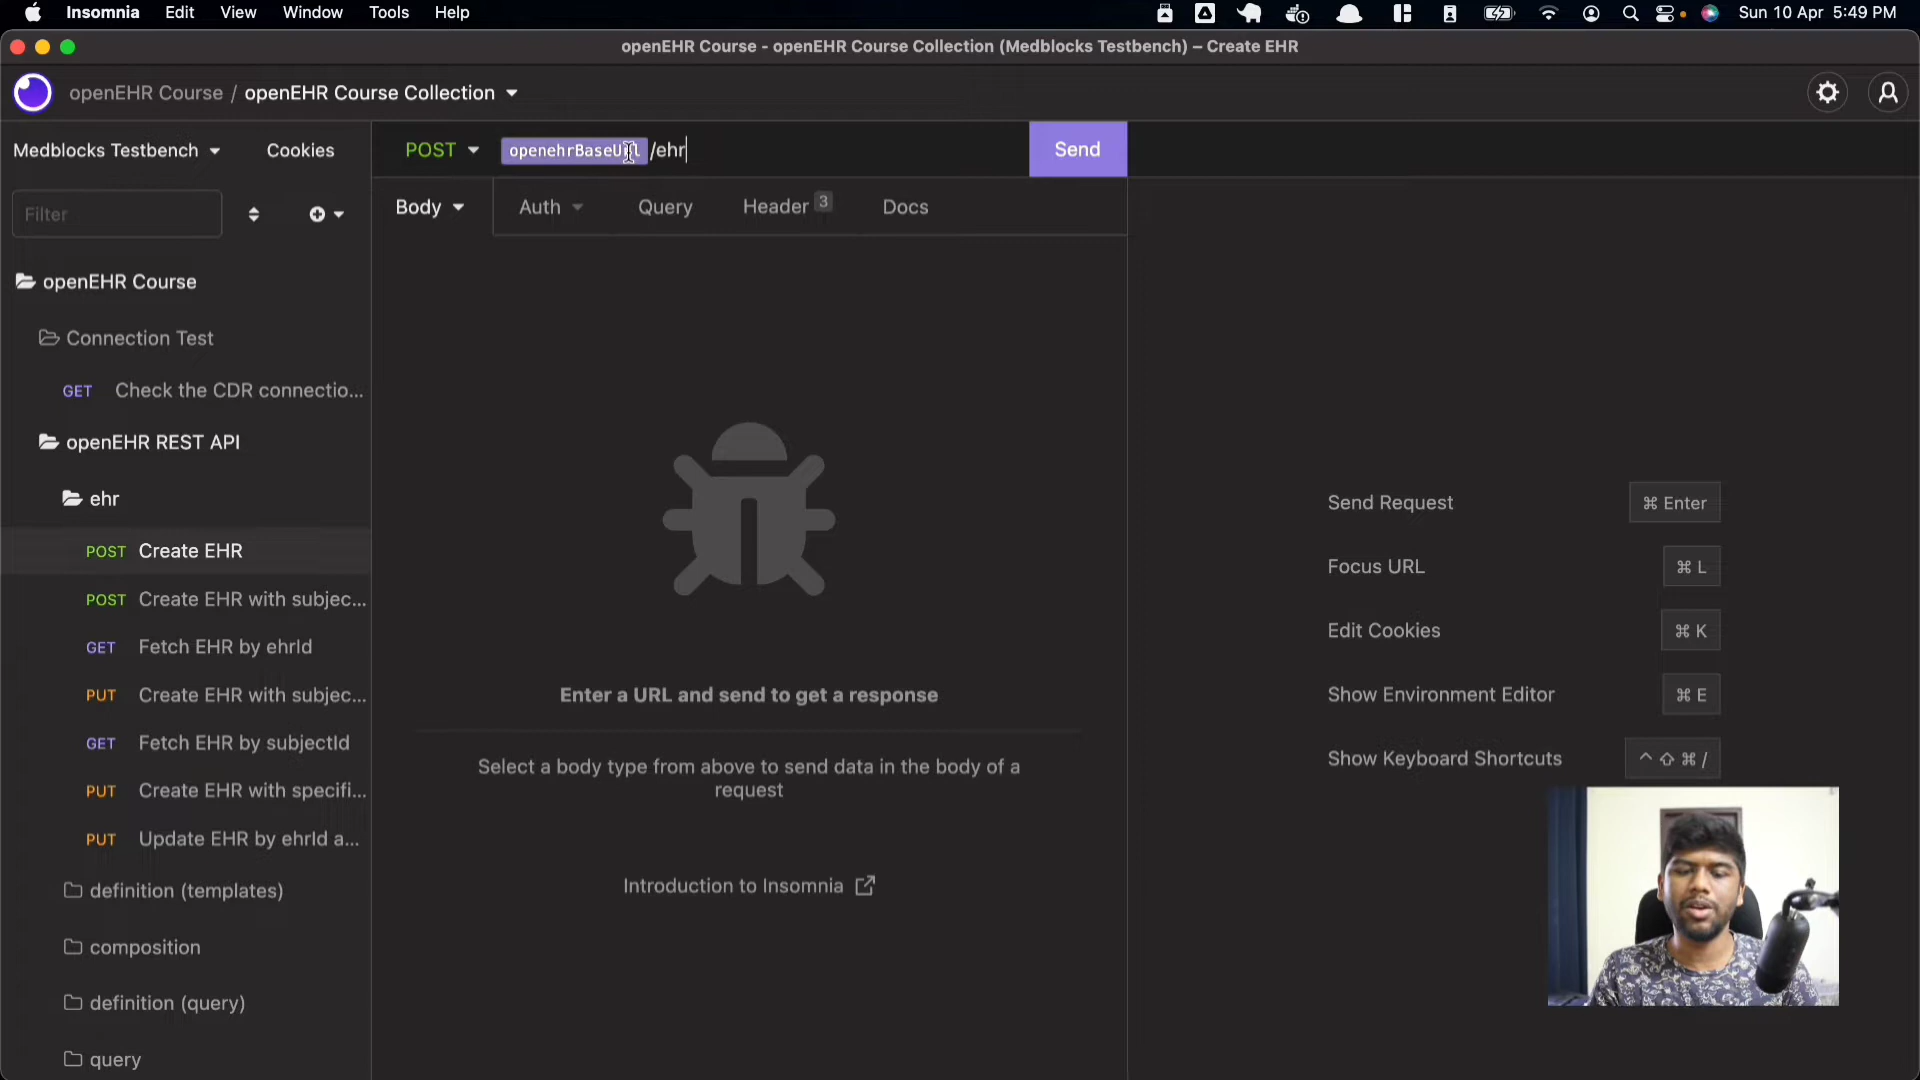 Insomnia Edit View Window Tools Help Sun 10 Apr 5:49 PM
openEHR Course - openEHR Course Collection (Medblocks Testbench) – Create EHR
openEHR Course / openEHR Course Collection
Medblocks Testbench Cookies
POST openehrBaseUrl /ehr Send
Body Auth Query Header 3 Docs
Filter
openEHR Course
Connection Test
GET Check the CDR connectio...
openEHR REST API
ehr
POST Create EHR
POST Create EHR with subjec...
GET Fetch EHR by ehrId
PUT Create EHR with subjec...
GET Fetch EHR by subjectId
PUT Create EHR with specifi...
PUT Update EHR by ehrId a...
definition (templates)
composition
definition (query)
query
Enter a URL and send to get a response
Select a body type from above to send data in the body of a
request
Introduction to Insomnia
Send Request ⌘ Enter
Focus URL ⌘ L
Edit Cookies ⌘ K
Show Environment Editor ⌘ E
Show Keyboard Shortcuts ⌃ ⇧ ⌘ /